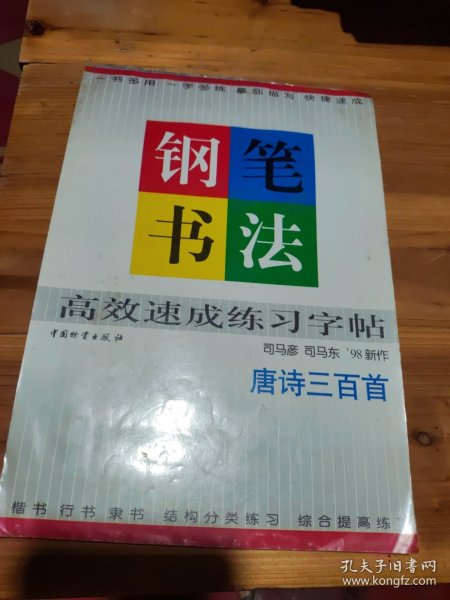 一书多用 一字多练 摹临描写 快捷速成
钢笔
书法
高效速成练习字帖
中国物资出版社
司马彦 司马东 '98新作
唐诗三百首
楷书 行书 隶书 结构分类练习 综合提高练
孔夫子旧书网
www.kongfz.com